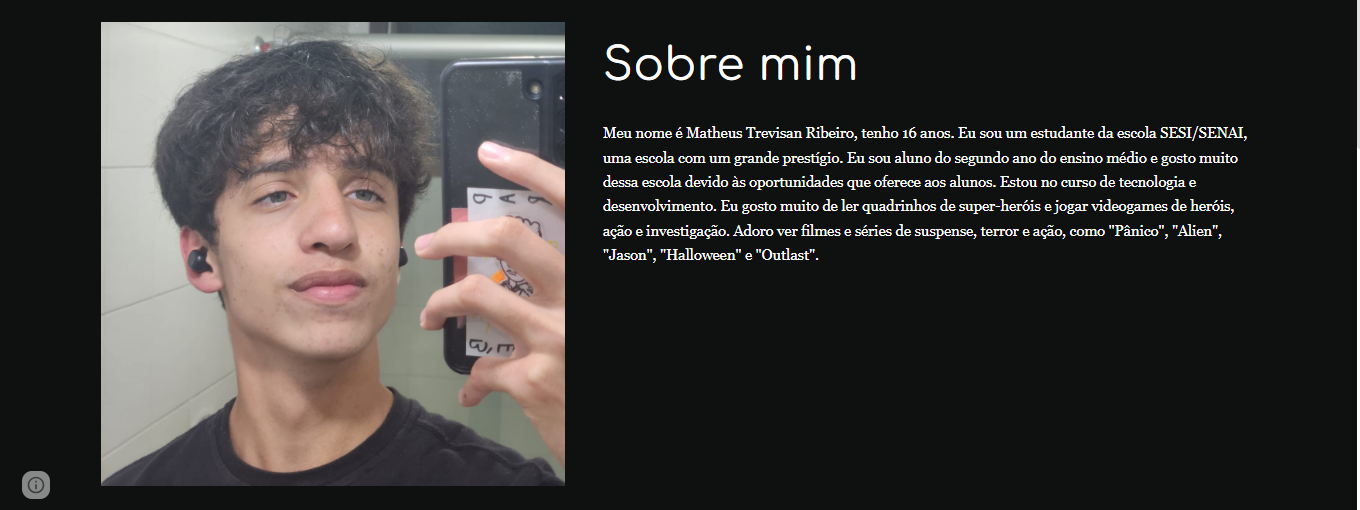 Sobre mim
Meu nome é Matheus Trevisan Ribeiro, tenho 16 anos. Eu sou um estudante da escola SESI/SENAI,
uma escola com um grande prestígio. Eu sou aluno do segundo ano do ensino médio e gosto muito
dessa escola devido às oportunidades que oferece aos alunos. Estou no curso de tecnologia e
desenvolvimento. Eu gosto muito de ler quadrinhos de super-heróis e jogar videogames de heróis,
ação e investigação. Adoro ver filmes e séries de suspense, terror e ação, como "Pânico", "Alien",
"Jason", "Halloween" e "Outlast".